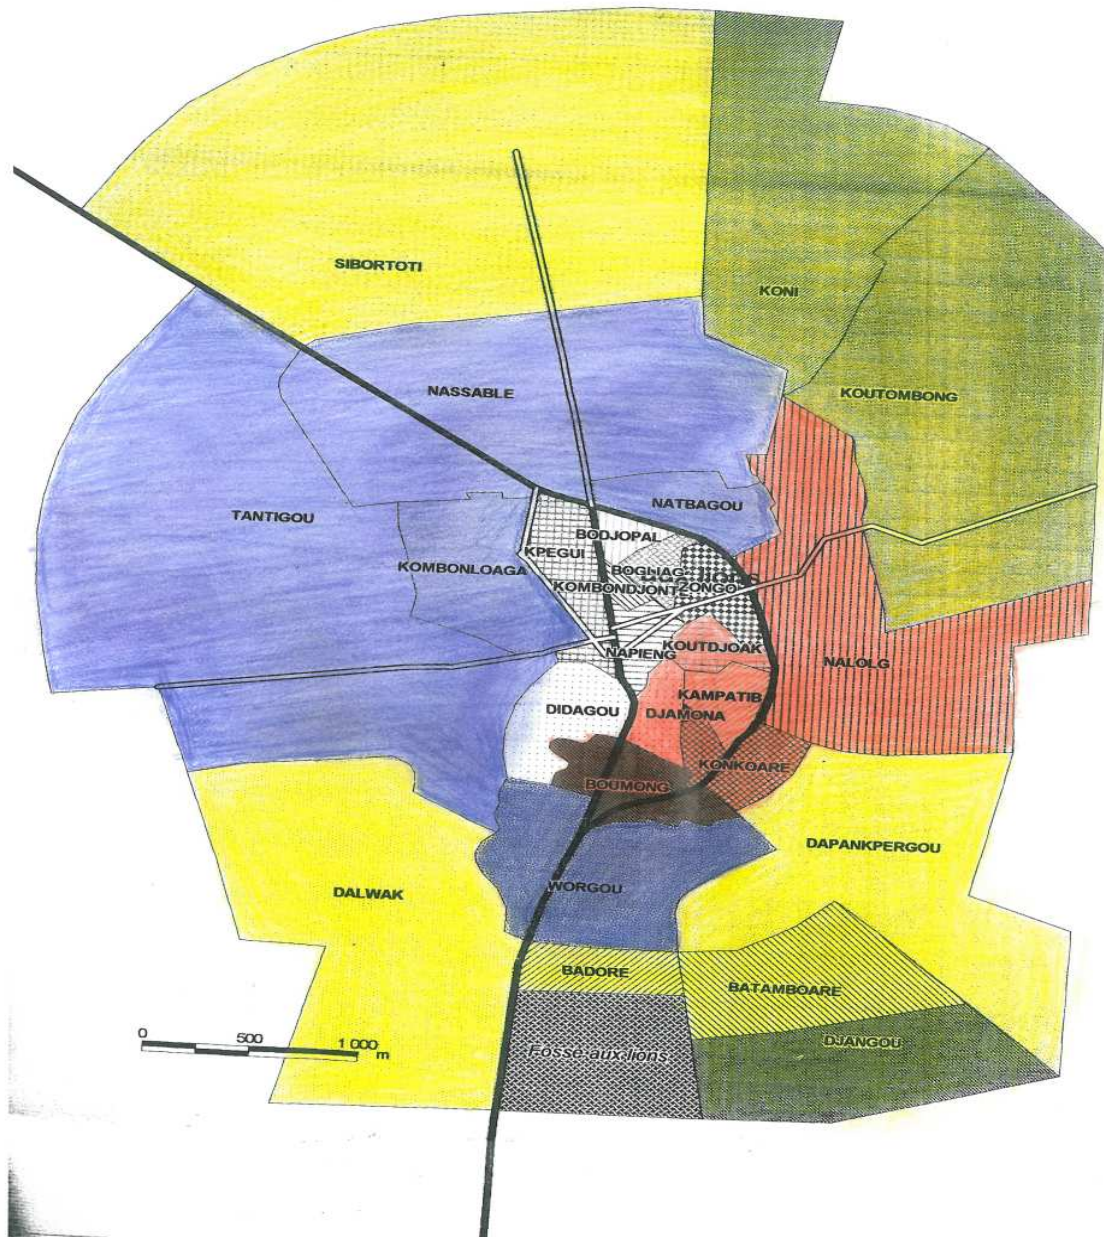 SIBORTOTI
KONI
NASSABLE
KOUTOMBONG
TANTIGOU
NATBAGOU
BODJOPAL
KPEGUI
KOMBONLOAGA
BOGLIAG
KOMBONDJONT
ZONGO
NAPIENG
KOUTDJOAK
NALOLG
KAMPATIB
DIDAGOU
DJAMONA
KONKOARE
BOUMONG
DAPANKPERGOU
DALWAK
WORGOU
BADORE
BATAMBOARE
0 500 1 000
m
Fosse-aux-lions
DJANGOU